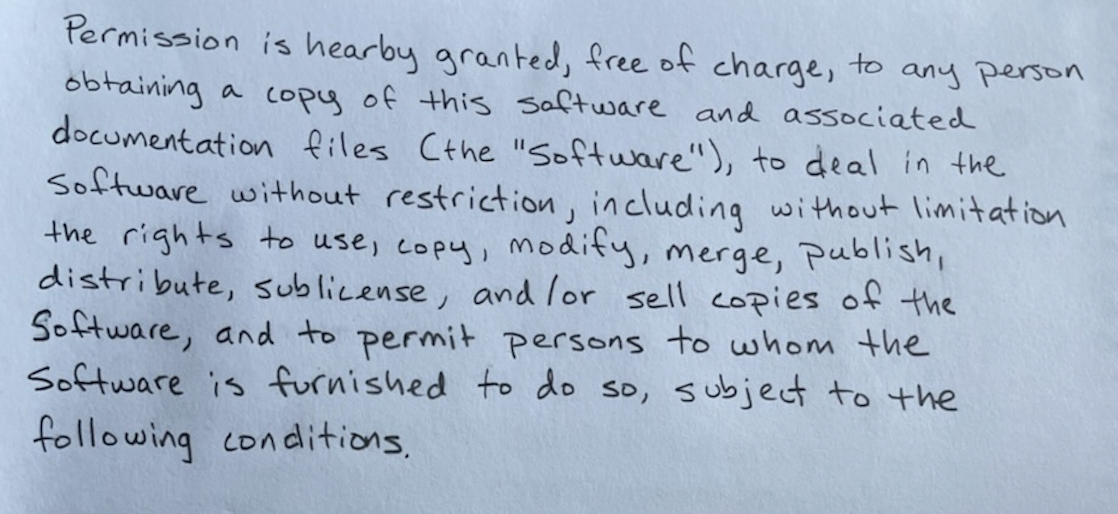 Permission is hearby granted, free of charge, to any person
obtaining a copy of this software and associated
documentation files (the "Software"), to deal in the
Software without restriction, including without limitation
the rights to use, copy, modify, merge, publish,
distribute, sublicense, and/or sell copies of the
Software, and to permit persons to whom the
Software is furnished to do so, subject to the
following conditions.